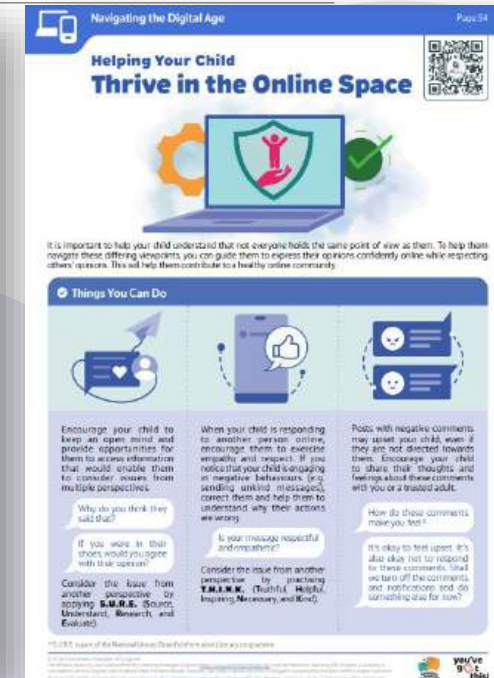 Navigating the Digital Age
Page 54
Helping Your Child
Thrive in the Online Space
It is important to help your child understand that not everyone holds the same point of view as them. To help them
navigate these differing viewpoints, you can guide them to express their opinions confidently online while respecting
others' opinions. This will help them contribute to a healthy online community.
Things You Can Do
Encourage your child to
keep an open mind and
provide opportunities for
them to access information
that would enable them
to consider issues from
multiple perspectives.
Why do you think they
said that?
If you were in their
shoes, would you agree
with their opinion?
Consider the issue from
another perspective by
applying S.U.R.E. (Source,
Understand, Research, and
Evaluate).
When your child is responding
to another person online,
encourage them to exercise
empathy and respect. If you
notice that your child is engaging
in negative behaviours (e.g.
sending unkind messages),
correct them and help them to
understand why their actions
are wrong.
Is your message respectful
and empathetic?
Consider the issue from another
perspective by practising
T.H.I.N.K. (Truthful, Helpful,
Inspiring, Necessary, and Kind).
Posts with negative comments
may upset your child, even if
they are not directed towards
them. Encourage your child
to share their thoughts and
feelings about these comments
with you or a trusted adult.
How do these comments
make you feel?
It's okay to feel upset. It's
also okay not to respond
to these comments. Shall
we turn off the comments
and notifications and do
something else for now?
you've
got
this!